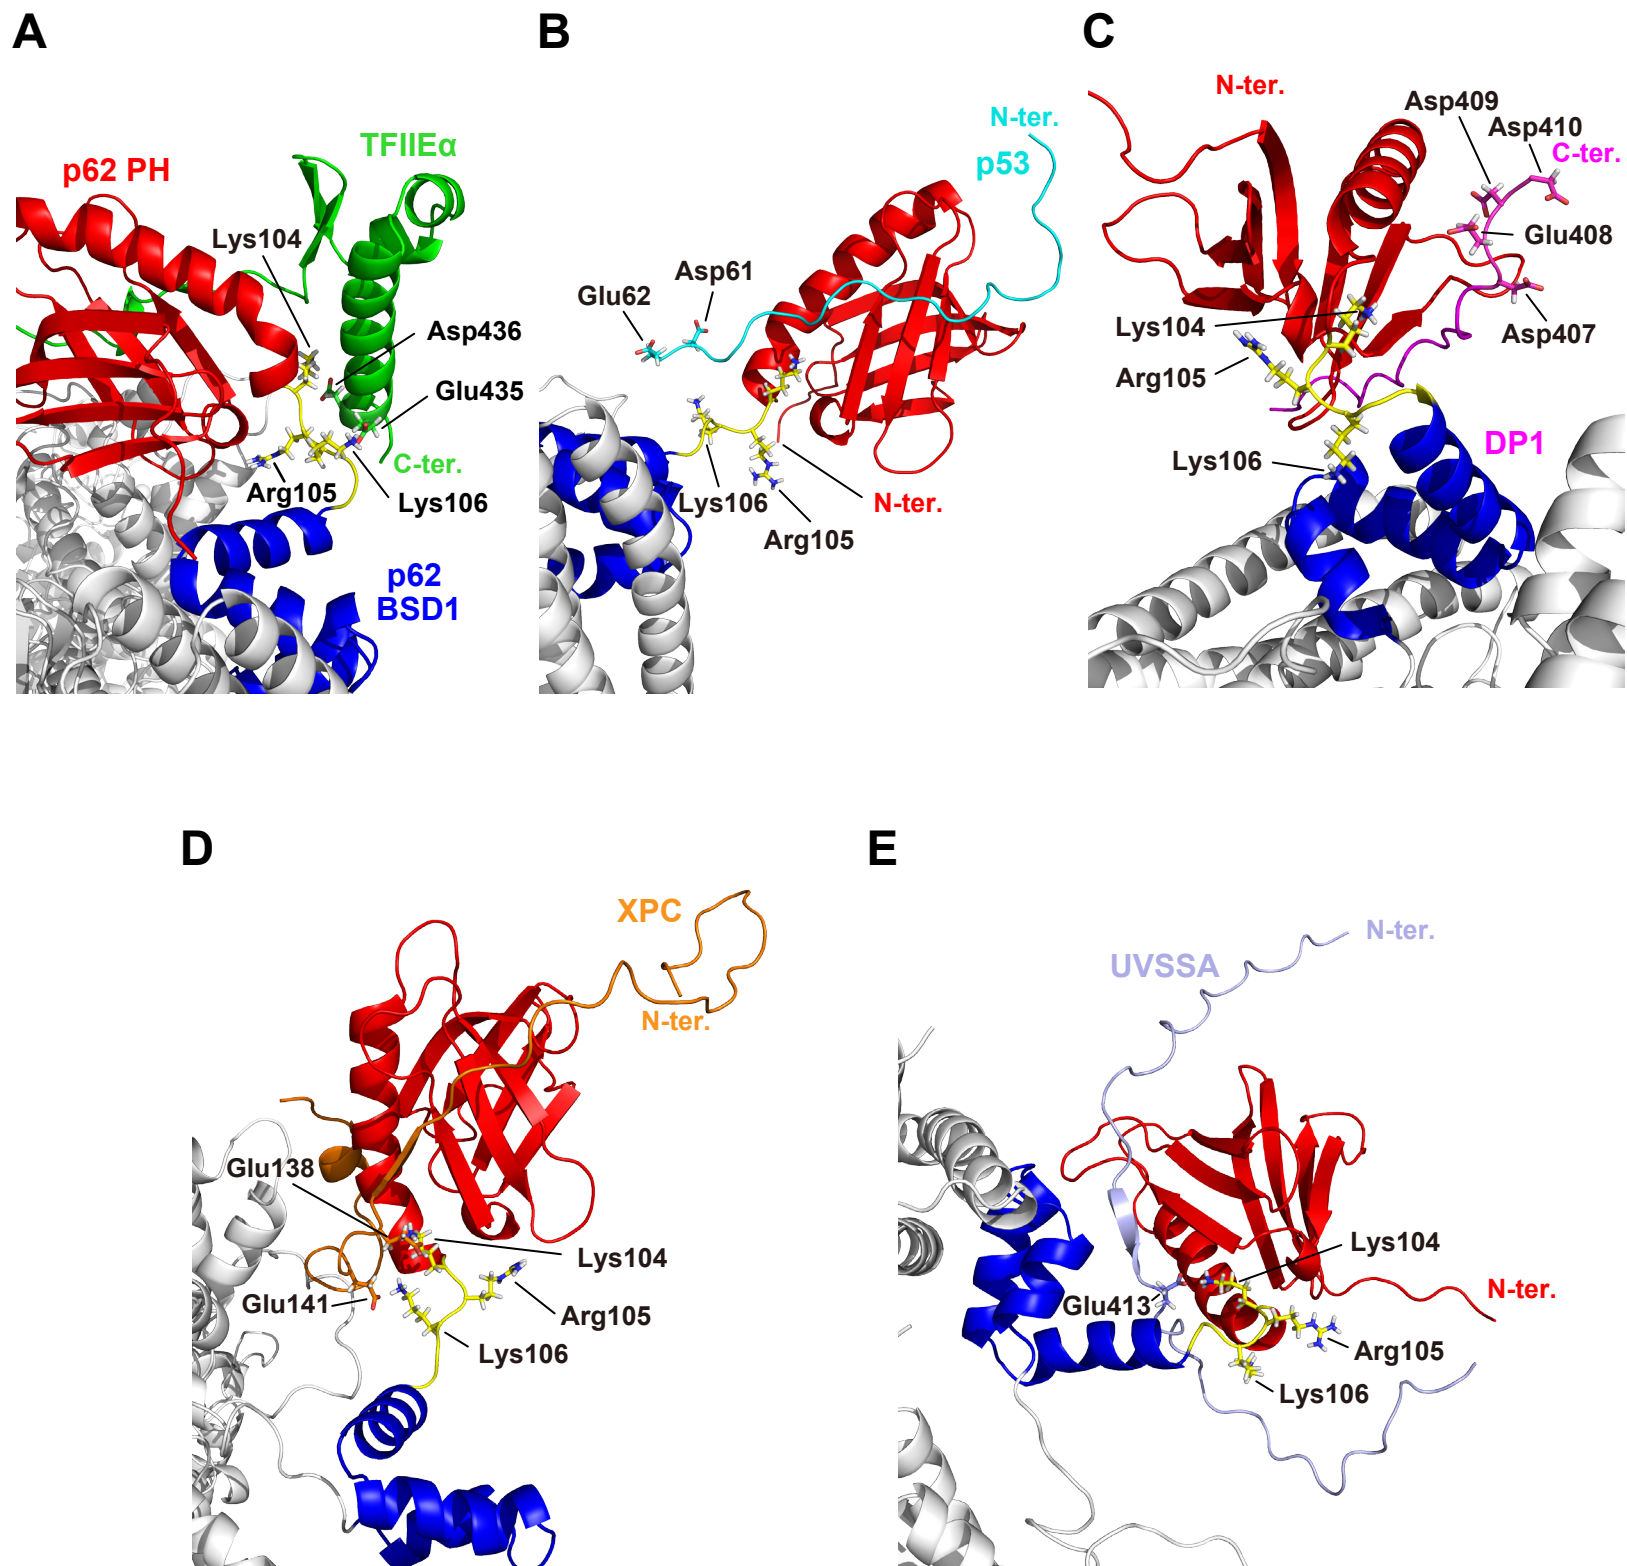 A
B
C
p62 PH
TFIIEα
Lys104
Asp436
Glu435
C-ter.
Arg105
Lys106
p62
BSD1
N-ter.
p53
Asp61
Glu62
Lys106
N-ter.
Arg105
N-ter.
Asp409
Asp410
C-ter.
Glu408
Lys104
Asp407
Arg105
DP1
Lys106
D
E
XPC
N-ter.
Glu138
Lys104
Glu141
Arg105
Lys106
N-ter.
UVSSA
Lys104
N-ter.
Glu413
Arg105
Lys106